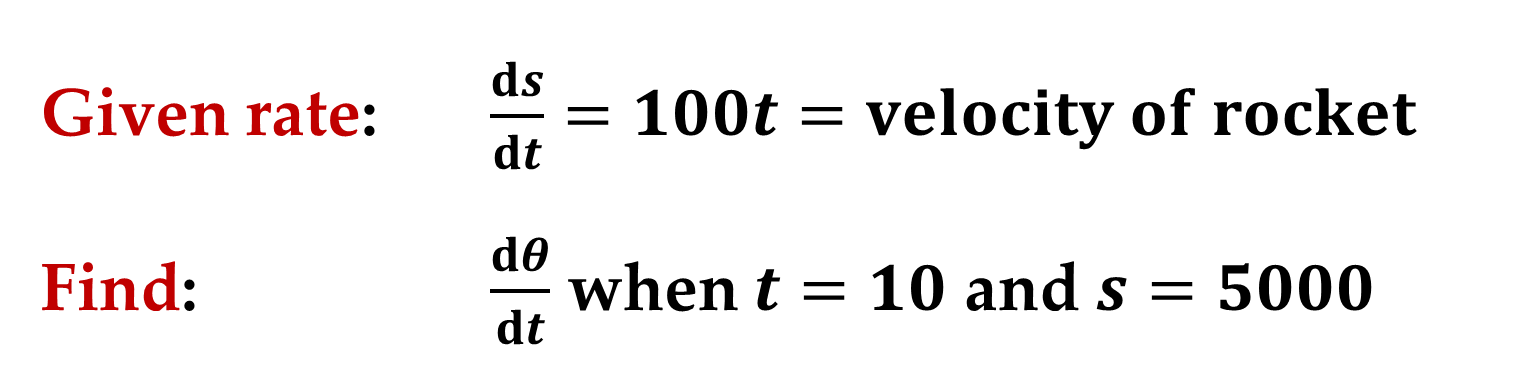 Given rate: ds/dt = 100t = velocity of rocket
Find: dθ/dt when t = 10 and s = 5000